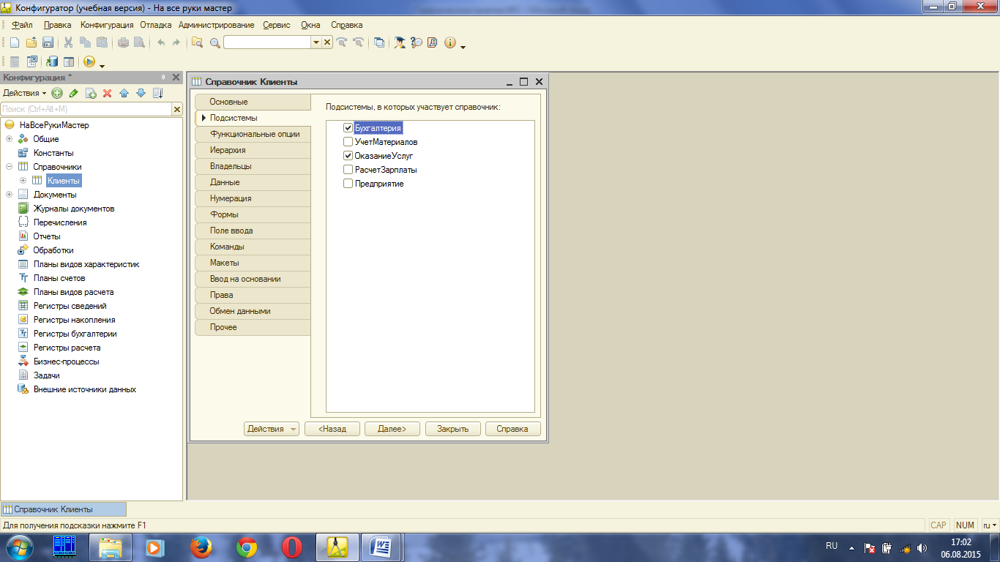 Конфигуратор (учебная версия) - На все руки мастер
Файл Правка Конфигурация Отладка Администрирование Сервис Окна Справка
Конфигурация *
Действия
Поиск (Ctrl+Alt+M)
НаВсеРукиМастер
Общие
Константы
Справочники
Клиенты
Документы
Журналы документов
Перечисления
Отчеты
Обработки
Планы видов характеристик
Планы счетов
Планы видов расчета
Регистры сведений
Регистры накопления
Регистры бухгалтерии
Регистры расчета
Бизнес-процессы
Задачи
Внешние источники данных
Справочник Клиенты
Основные
Подсистемы
Функциональные опции
Иерархия
Владельцы
Данные
Нумерация
Формы
Поле ввода
Команды
Макеты
Ввод на основании
Права
Обмен данными
Прочее
Подсистемы, в которых участвует справочник:
Бухгалтерия
УчетМатериалов
ОказаниеУслуг
РасчетЗарплаты
Предприятие
Действия <Назад Далее> Закрыть Справка
Справочник Клиенты
Для получения подсказки нажмите F1 CAP NUM ru
RU 17:02
06.08.2015